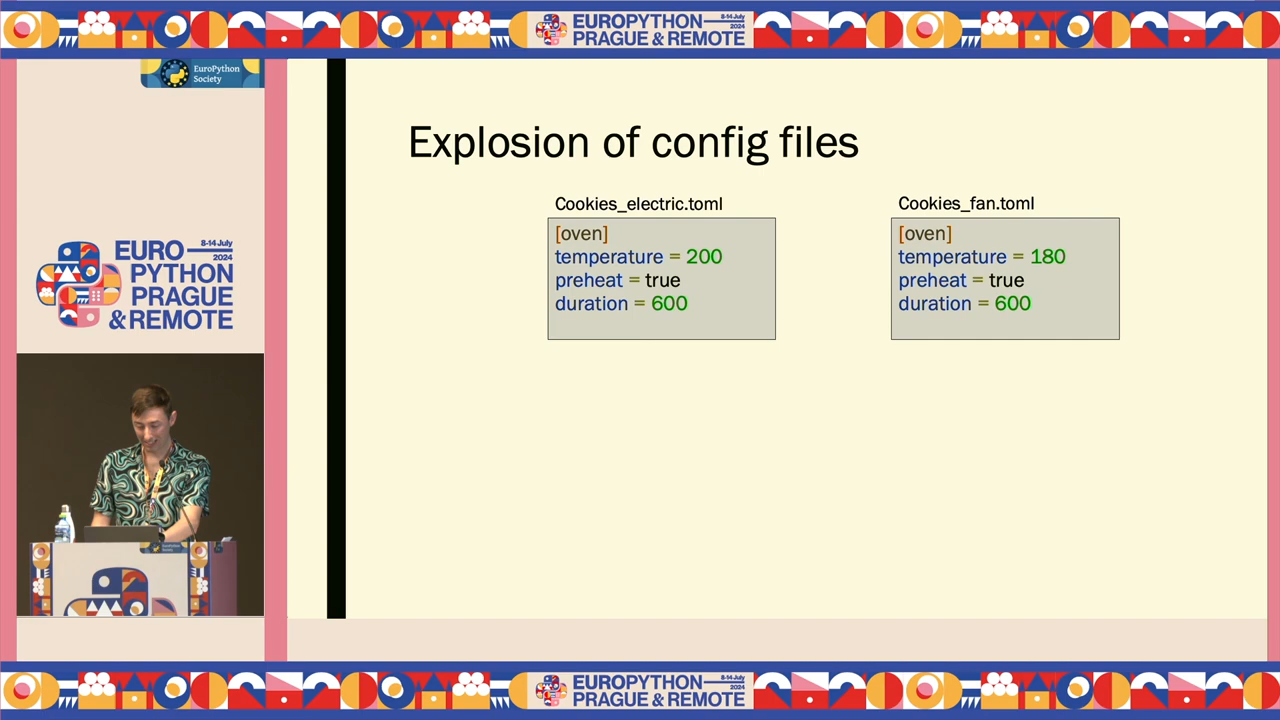 EUROPYTHON
8-14 July
2024
PRAGUE & REMOTE
EuroPython
Society
Explosion of config files
Cookies_electric.toml
[oven]
temperature = 200
preheat = true
duration = 600
Cookies_fan.toml
[oven]
temperature = 180
preheat = true
duration = 600
EURO
8-14 July
2024
PYTHON
PRAGUE
& REMOTE
EUROPYTHON
8-14 July
2024
PRAGUE & REMOTE